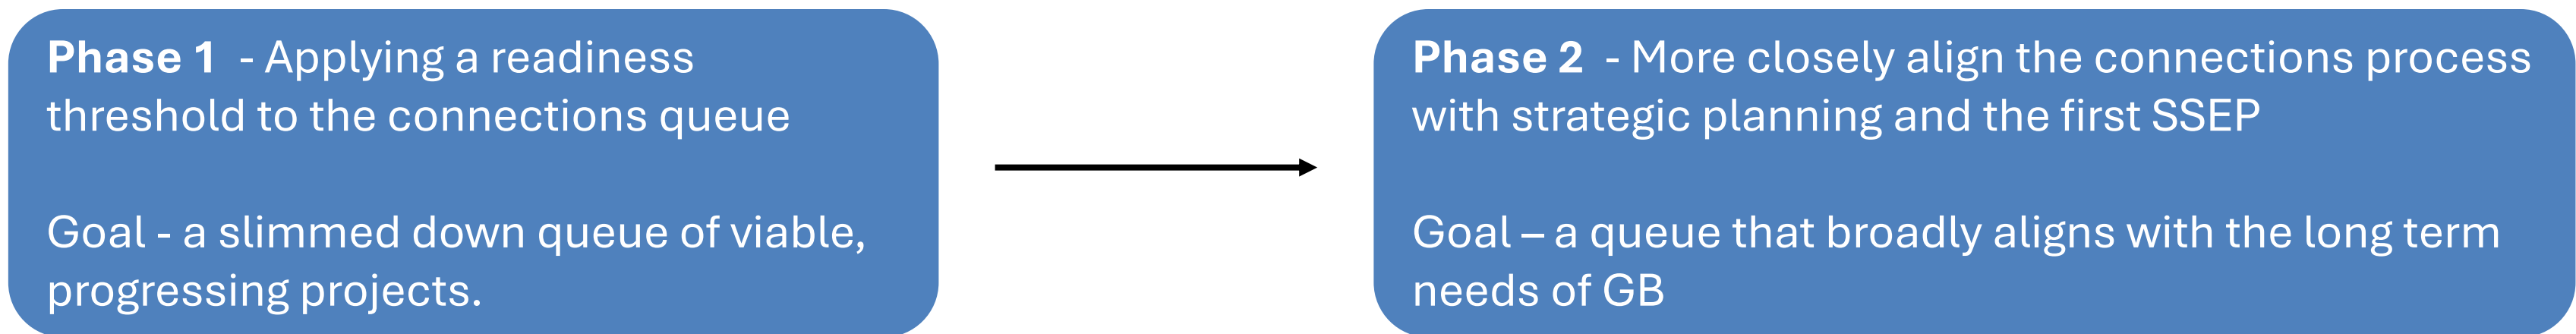 Phase 1  - Applying a readiness
threshold to the connections queue
Goal - a slimmed down queue of viable,
progressing projects.
Phase 2  - More closely align the connections process
with strategic planning and the first SSEP
Goal – a queue that broadly aligns with the long term
needs of GB